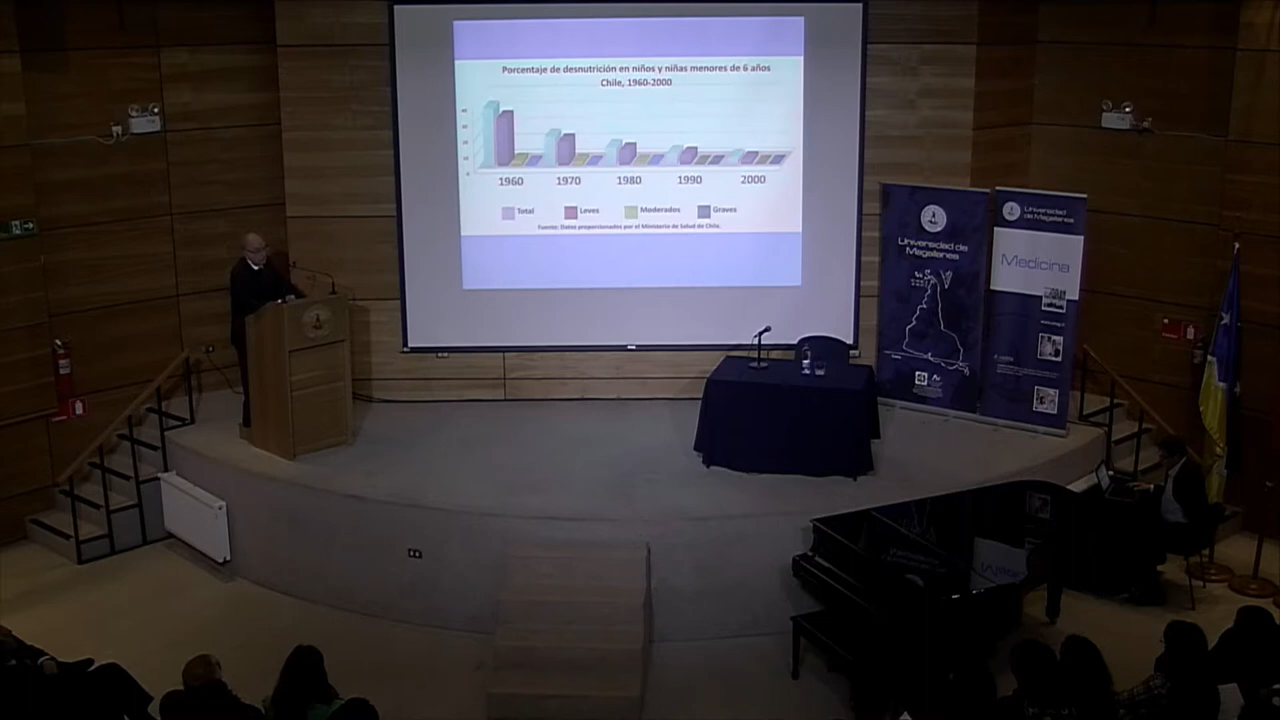 Porcentaje de desnutrición en niños y niñas menores de 6 años
Chile, 1960-2000
1960 1970 1980 1990 2000
Total Leves Moderados Graves
Fuente: Datos proporcionados por el Ministerio de Salud de Chile.
Universidad de
Magallanes
Universidad
de Magallanes
Medicina